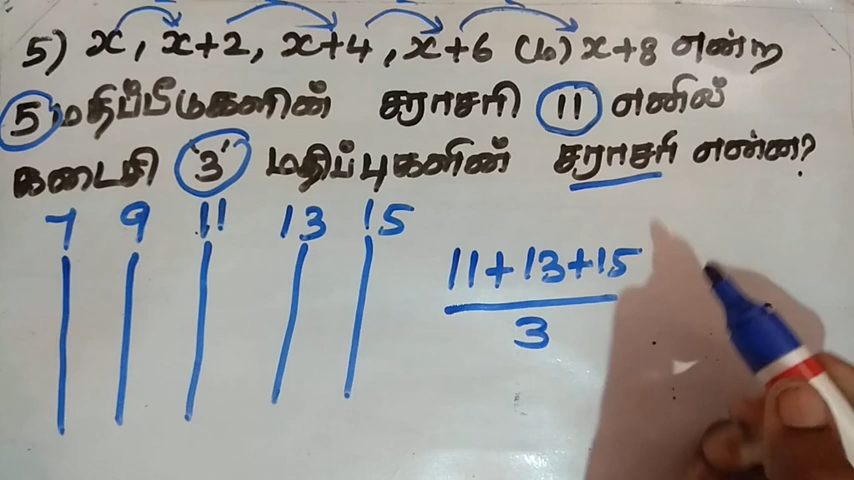 5) x, x+2, x+4, x+6 (ம) x+8 என்ற
5 மதிப்பீடுகளின் சராசரி 11 எனில்
கடைசி '3' மதிப்புகளின் சராசரி என்ன?
7 9 11 13 15
11+13+15
3